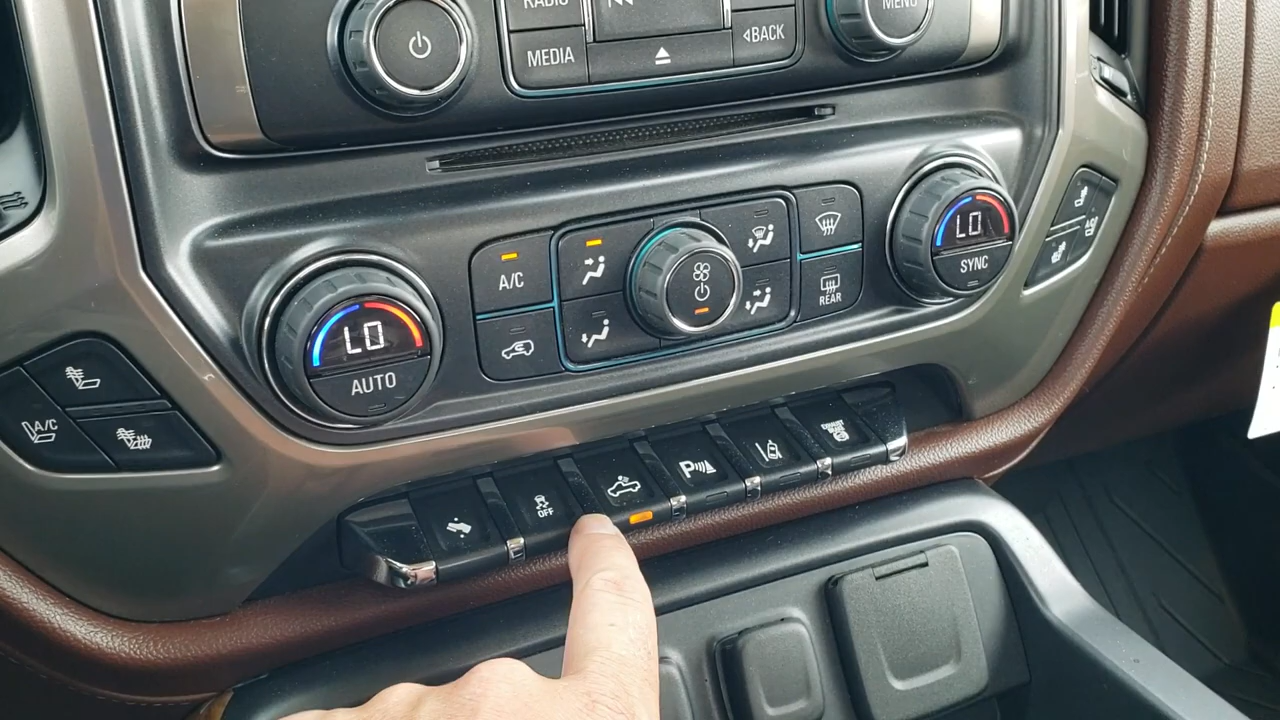 RADIO
MEDIA
BACK
MENU
A/C
LO
AUTO
REAR
LO
SYNC
A/C
OFF
P